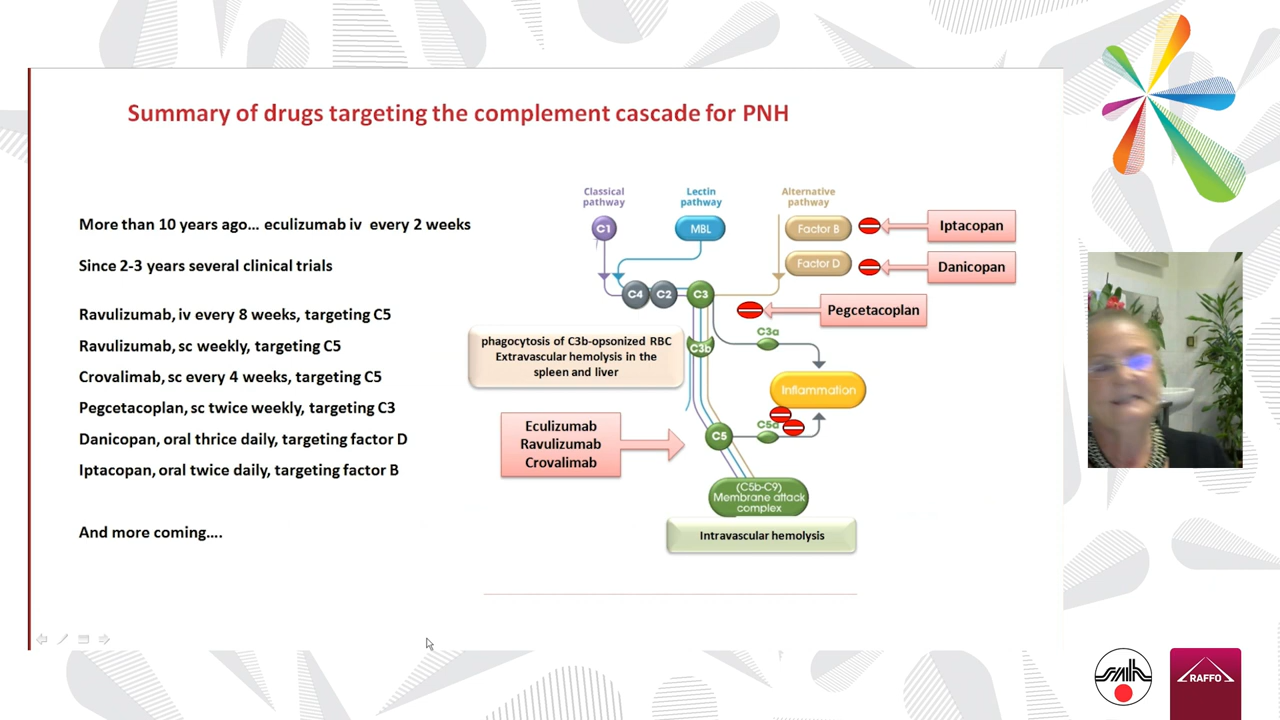 Summary of drugs targeting the complement cascade for PNH
More than 10 years ago... eculizumab iv every 2 weeks
Since 2-3 years several clinical trials
Ravulizumab, iv every 8 weeks, targeting C5
Ravulizumab, sc weekly, targeting C5
Crovalimab, sc every 4 weeks, targeting C5
Pegcetacoplan, sc twice weekly, targeting C3
Danicopan, oral thrice daily, targeting factor D
Iptacopan, oral twice daily, targeting factor B
And more coming....
Classical
pathway
Lectin
pathway
Alternative
pathway
C1
MBL
Factor B
Iptacopan
Factor D
Danicopan
C4
C2
C3
Pegcetacoplan
C3a
C3b
phagocytosis of C3b-opsonized RBC
Extravascular hemolysis in the
spleen and liver
Inflammation
Eculizumab
Ravulizumab
Crovalimab
C5
C5a
(C5b-C9)
Membrane attack
complex
Intravascular hemolysis
RAFFO